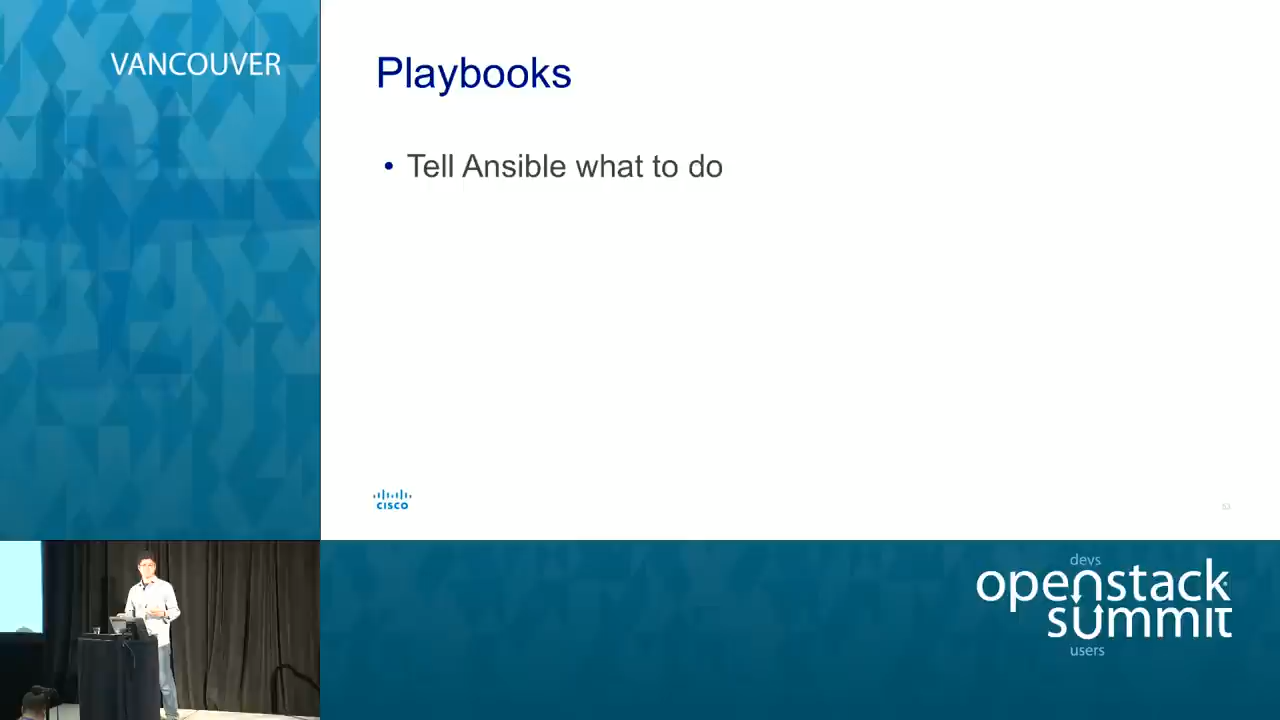 VANCOUVER
Playbooks
• Tell Ansible what to do
CISCO
devs
openstack
summit
users